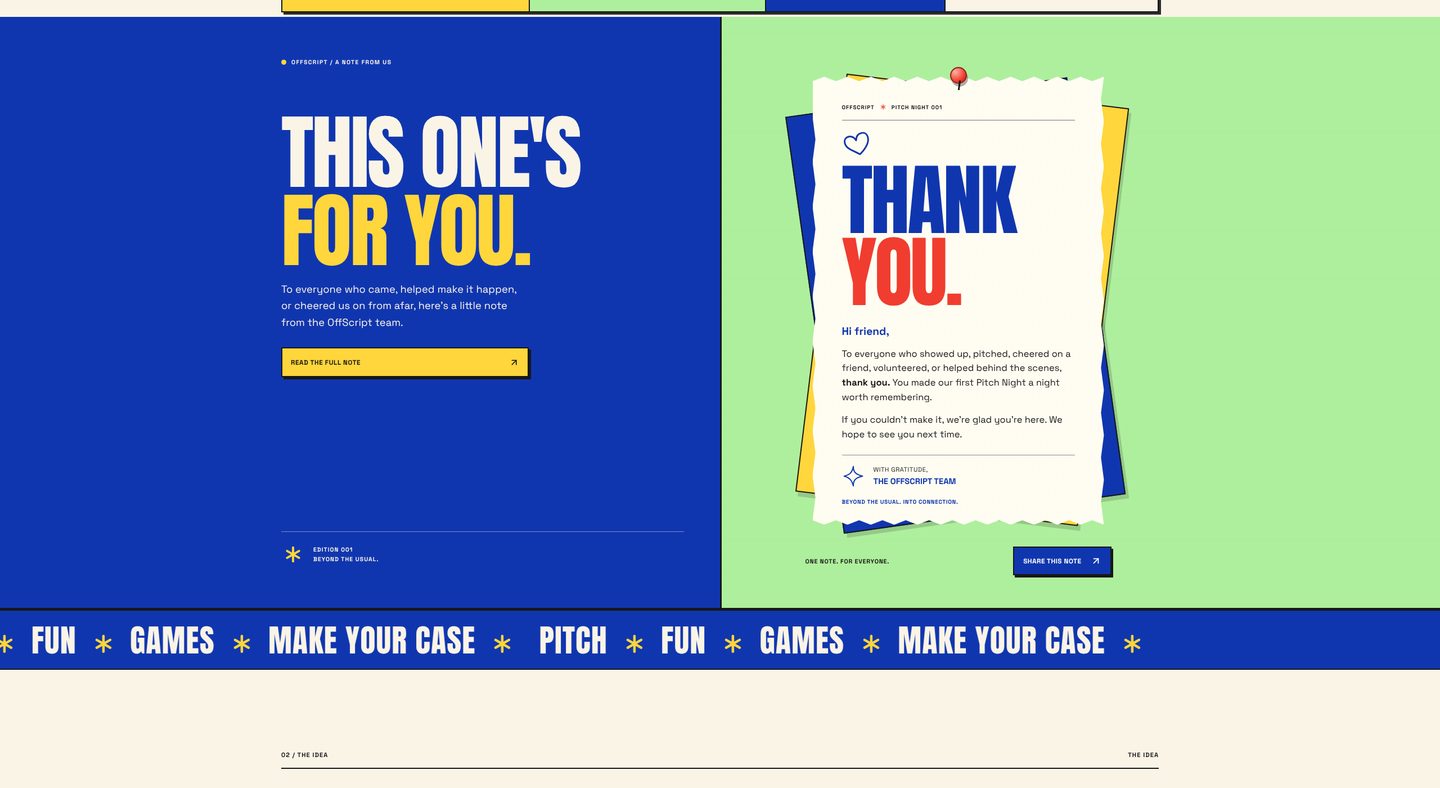 OFFSCRIPT / A NOTE FROM US
THIS ONE'S
FOR YOU.
To everyone who came, helped make it happen,
or cheered us on from afar, here's a little note
from the OffScript team.
READ THE FULL NOTE
EDITION 001
BEYOND THE USUAL.
OFFSCRIPT * PITCH NIGHT 001
THANK
YOU.
Hi friend,
To everyone who showed up, pitched, cheered on a
friend, volunteered, or helped behind the scenes,
thank you. You made our first Pitch Night a night
worth remembering.
If you couldn't make it, we're glad you're here. We
hope to see you next time.
WITH GRATITUDE,
THE OFFSCRIPT TEAM
BEYOND THE USUAL. INTO CONNECTION.
ONE NOTE. FOR EVERYONE.
SHARE THIS NOTE
* FUN * GAMES * MAKE YOUR CASE * PITCH * FUN * GAMES * MAKE YOUR CASE *
02 / THE IDEA
THE IDEA